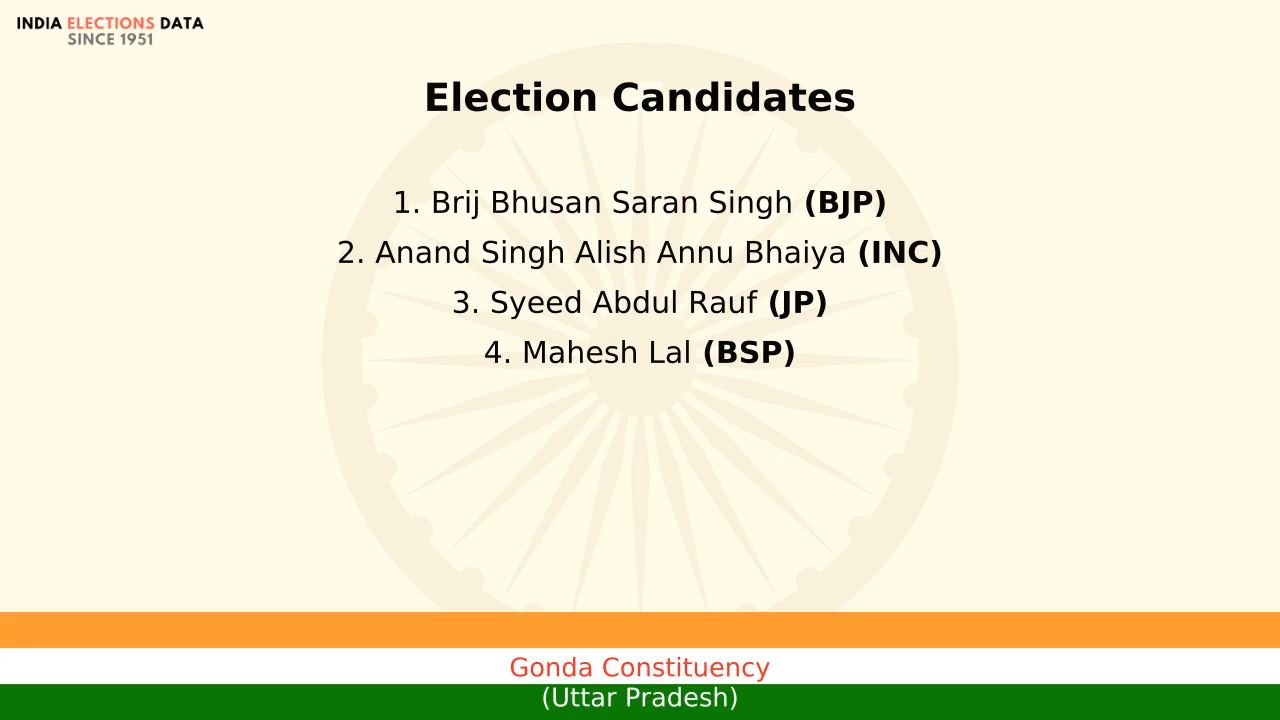 INDIA ELECTIONS DATA
SINCE 1951
Election Candidates
1. Brij Bhusan Saran Singh (BJP)
2. Anand Singh Alish Annu Bhaiya (INC)
3. Syeed Abdul Rauf (JP)
4. Mahesh Lal (BSP)
Gonda Constituency
(Uttar Pradesh)